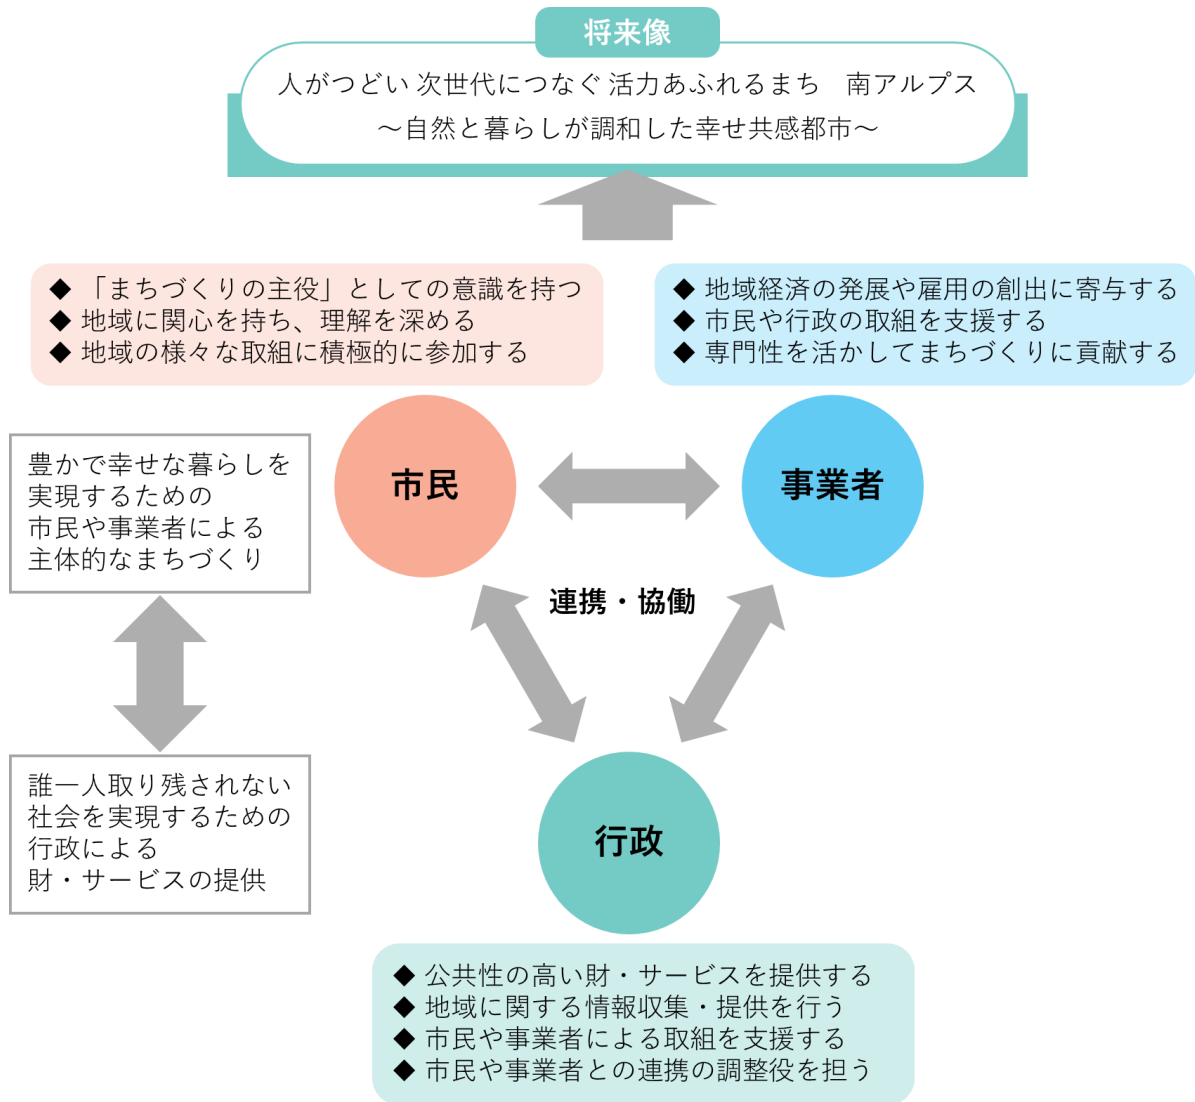 将来像
人がつどい 次世代につなぐ 活力あふれるまち　南アルプス
～自然と暮らしが調和した幸せ共感都市～
◆ 「まちづくりの主役」としての意識を持つ
◆ 地域に関心を持ち、理解を深める
◆ 地域の様々な取組に積極的に参加する
◆ 地域経済の発展や雇用の創出に寄与する
◆ 市民や行政の取組を支援する
◆ 専門性を活かしてまちづくりに貢献する
市民
事業者
豊かで幸せな暮らしを
実現するための
市民や事業者による
主体的なまちづくり
連携・協働
誰一人取り残されない
社会を実現するための
行政による
財・サービスの提供
行政
◆ 公共性の高い財・サービスを提供する
◆ 地域に関する情報収集・提供を行う
◆ 市民や事業者による取組を支援する
◆ 市民や事業者との連携の調整役を担う